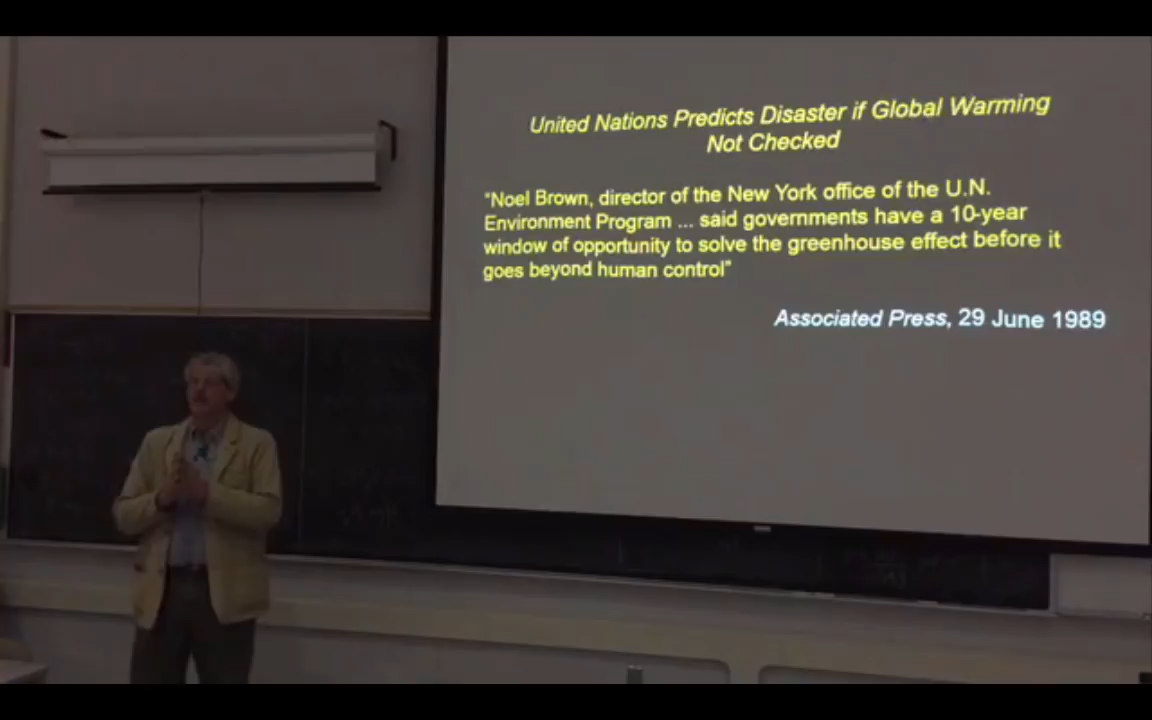 United Nations Predicts Disaster if Global Warming
Not Checked
"Noel Brown, director of the New York office of the U.N.
Environment Program ... said governments have a 10-year
window of opportunity to solve the greenhouse effect before it
goes beyond human control"
Associated Press, 29 June 1989